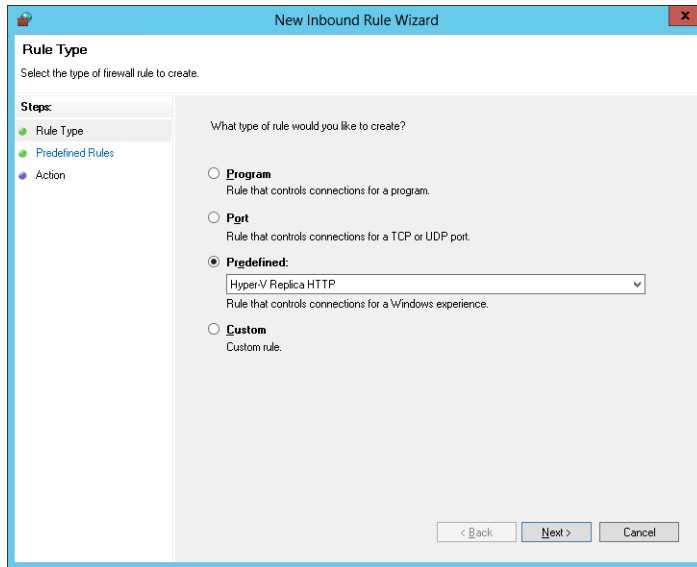 New Inbound Rule Wizard
x
Rule Type
Select the type of firewall rule to create.
Steps:
Rule Type
Predefined Rules
Action
What type of rule would you like to create?
Program
Rule that controls connections for a program.
Port
Rule that controls connections for a TCP or UDP port.
Predefined:
Hyper-V Replica HTTP
Rule that controls connections for a Windows experience.
Custom
Custom rule.
< Back
Next >
Cancel